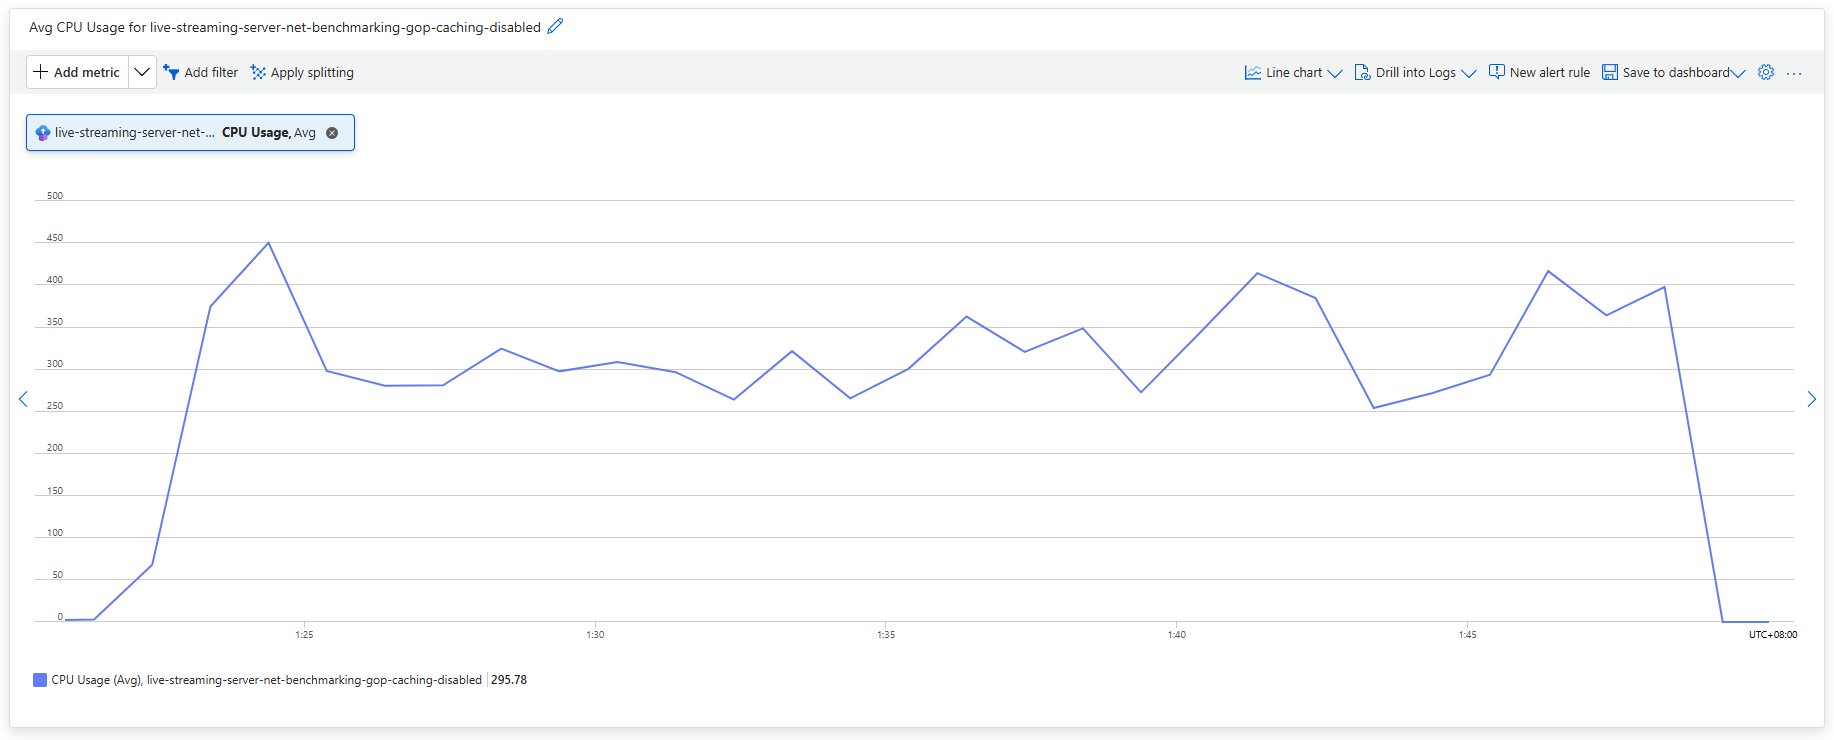 Avg CPU Usage for live-streaming-server-net-benchmarking-gop-caching-disabled
Add metric Add filter Apply splitting Line chart Drill into Logs New alert rule Save to dashboard ...
live-streaming-server-net-... CPU Usage, Avg
500
450
400
350
300
250
200
150
100
50
0
1:25 1:30 1:35 1:40 1:45 UTC+08:00
CPU Usage (Avg), live-streaming-server-net-benchmarking-gop-caching-disabled 295.78